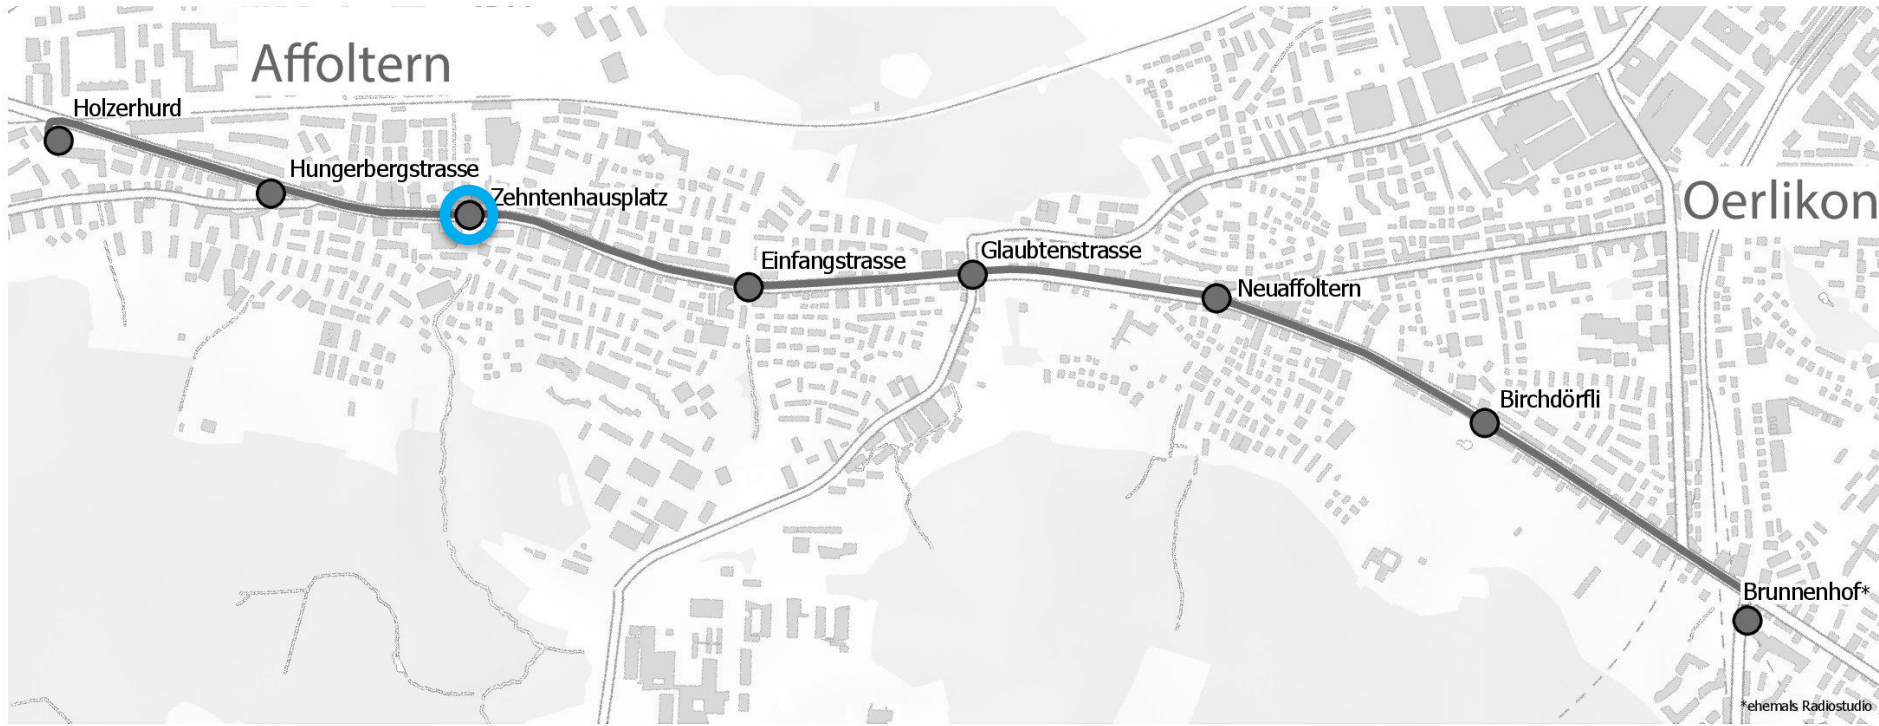 Affoltern
Holzerhurd
Hungerbergstrasse
Zehntenhausplatz
Oerlikon
Einfangstrasse
Glaubtenstrasse
Neuaffoltern
Birchdörfli
Brunnenhof*
*ehemals Radiostudio